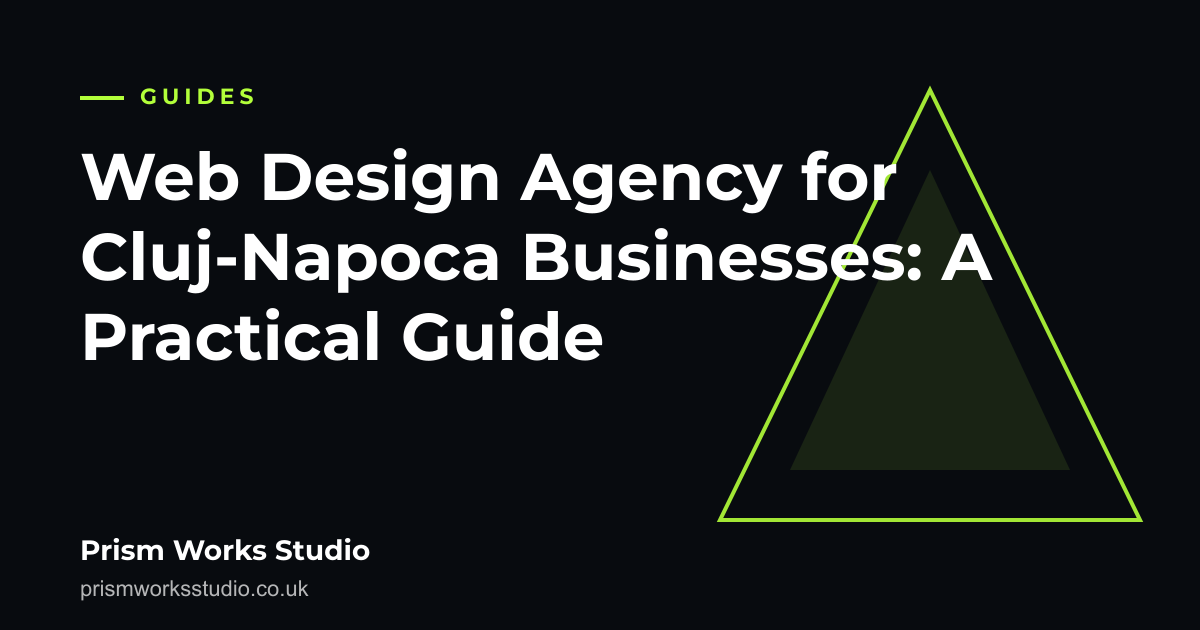 GUIDES
Web Design Agency for
Cluj-Napoca Businesses: A
Practical Guide
Prism Works Studio
prismworksstudio.co.uk